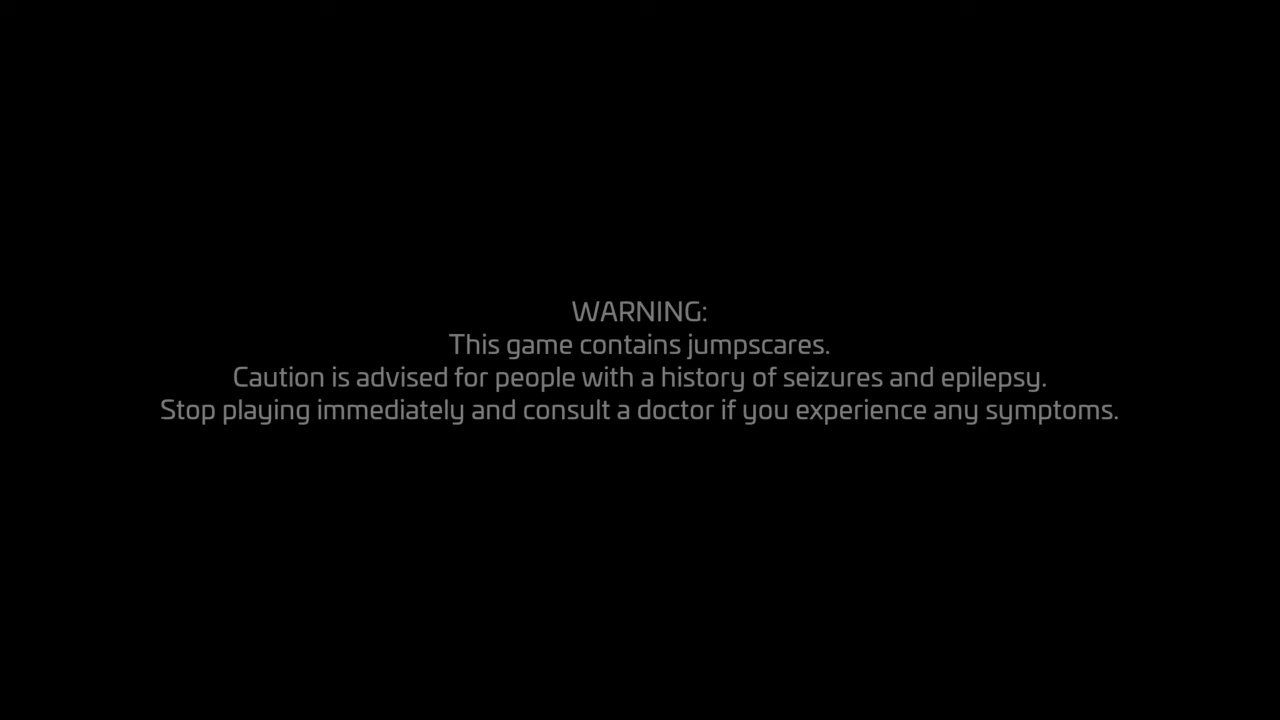 WARNING:
This game contains jumpscares.
Caution is advised for people with a history of seizures and epilepsy.
Stop playing immediately and consult a doctor if you experience any symptoms.